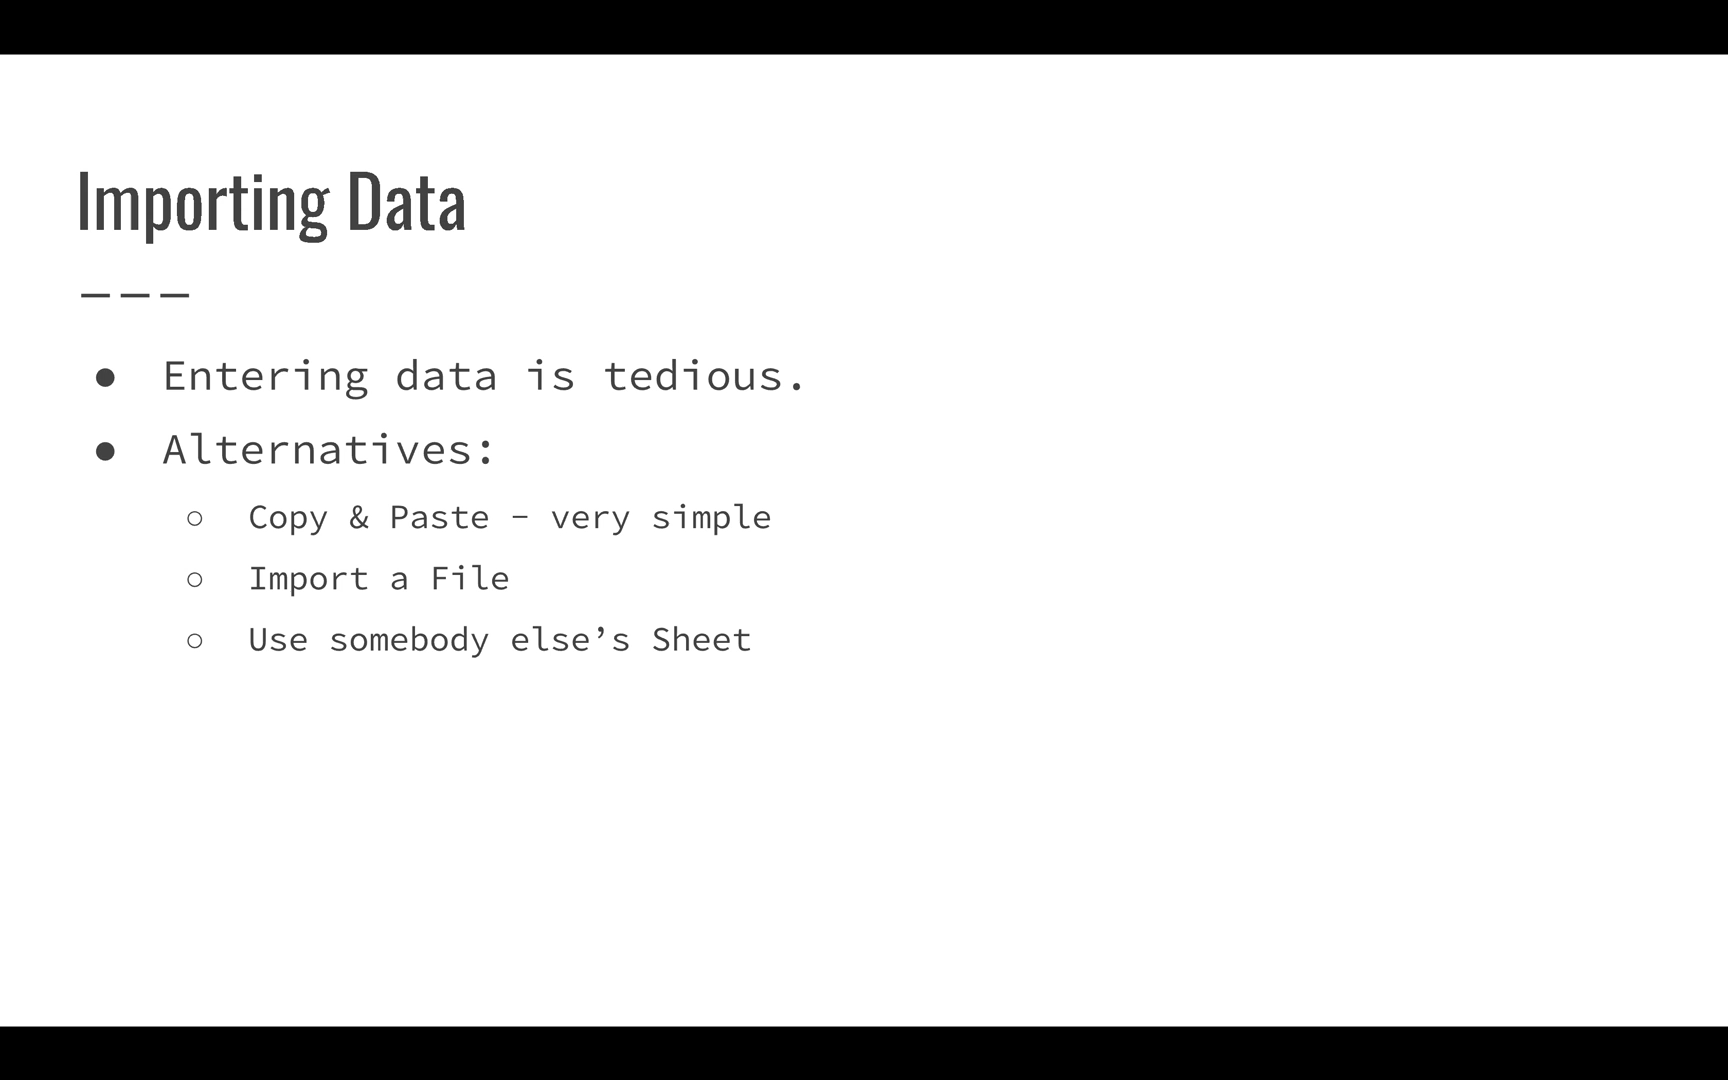 Importing Data
———
● Entering data is tedious.
● Alternatives:
○ Copy & Paste – very simple
○ Import a File
○ Use somebody else’s Sheet